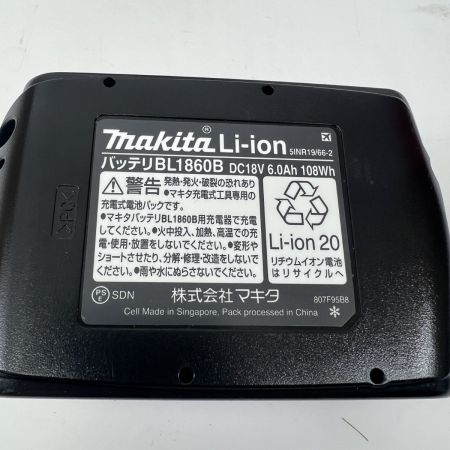 makita® Li-ion 5INR19/66-2
バッテリBL1860B DC18V 6.0Ah 108Wh
警告 発熱・発火・破裂の恐れあり
•マキタ充電式工具専用の
充電式電池パックです。
•マキタバッテリBL1860B用充電器で充電
してください。•火中投入、加熱、高温での充
電・使用・放置をしないでください。•変形や
ショートさせたり、分解・修理・改造をしないで
ください。•雨や水にぬらさないでください。
Li-ion 20
リチウムイオン電池
はリサイクルへ
PS
E SDN 株式会社マキタ 807F95B8
Cell Made in Singapore, Pack processed in China